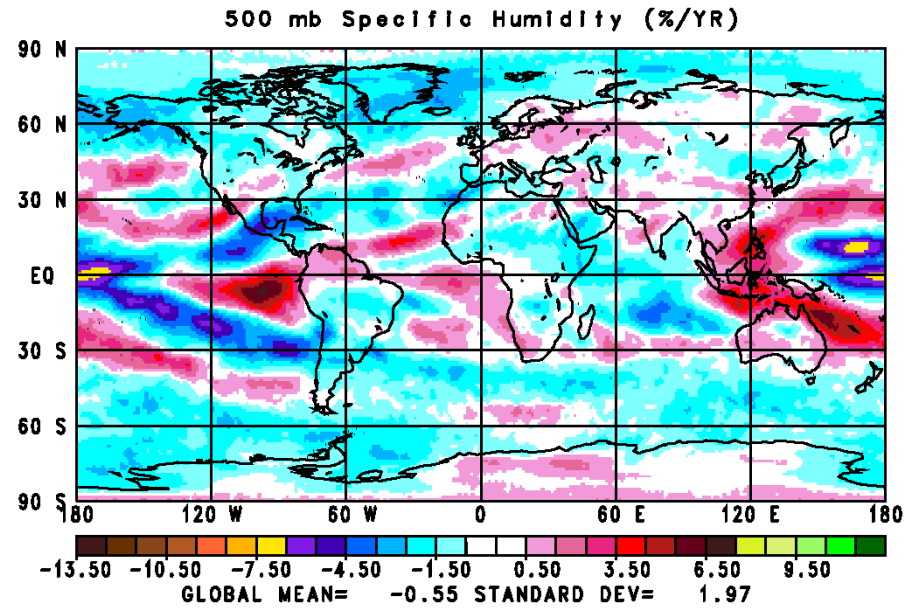 500 mb Specific Humidity (%/YR)
90 N
60 N
30 N
EQ
30 S
60 S
90 S
180 120 W 60 W 0 60 E 120 E 180
-13.50 -10.50 -7.50 -4.50 -1.50 0.50 3.50 6.50 9.50
GLOBAL MEAN= -0.55 STANDARD DEV= 1.97